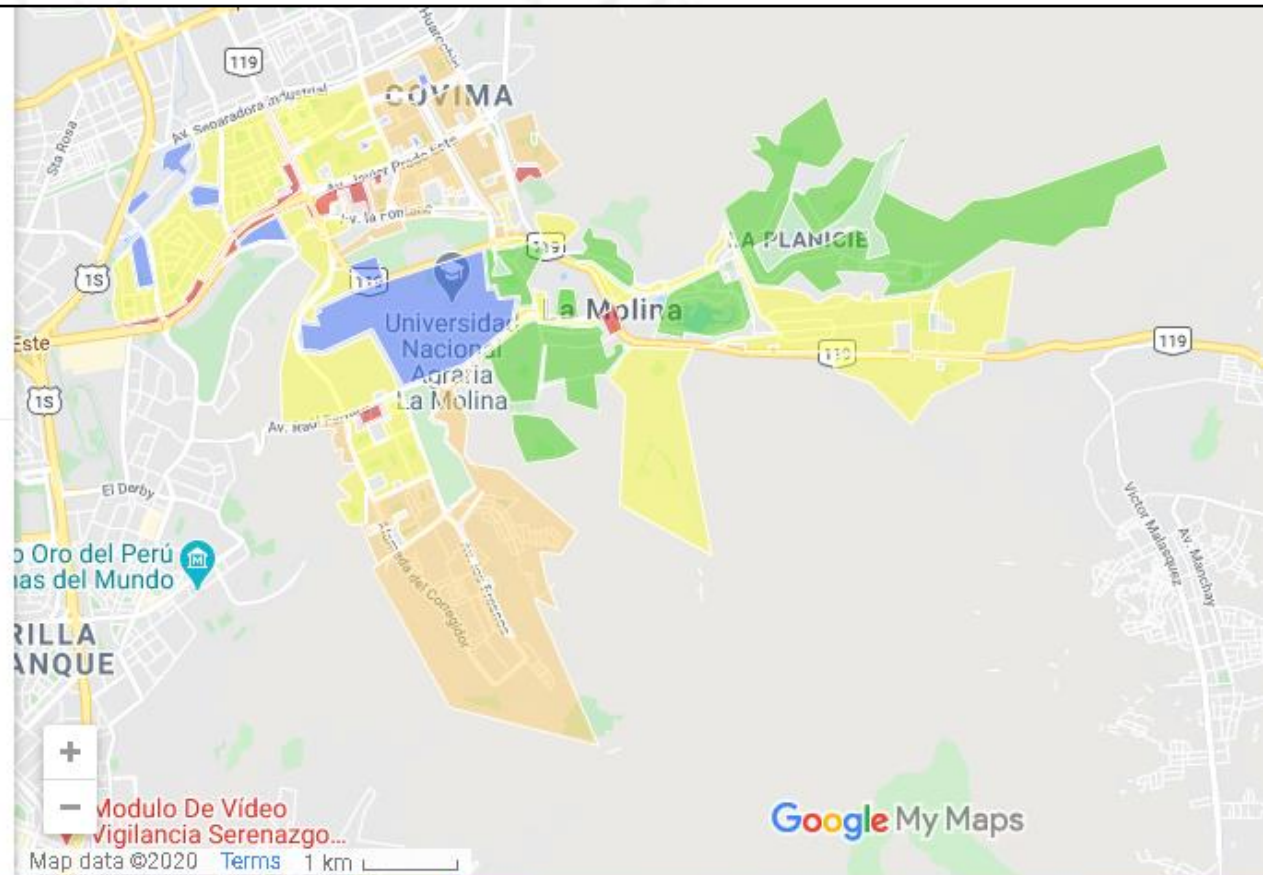 119
COVIMA
Av. Separadora Industrial
Sta Rosa
Av. Javier Prado Este
Av. la Fontana
1S
119
119
LA PLANICIE
Universidad
Nacional
Agraria
La Molina
La Molina
Este
119
119
1S
Av. Raúl Ferrero
El Derby
Víctor Malasquez
Av. Manchay
o Oro del Perú
nas del Mundo
Alameda del Corregidor
Av. los Fresnos
RILLA
ANQUE
+
−
Modulo De Vídeo
Vigilancia Serenazgo...
Google My Maps
Map data ©2020 Terms 1 km